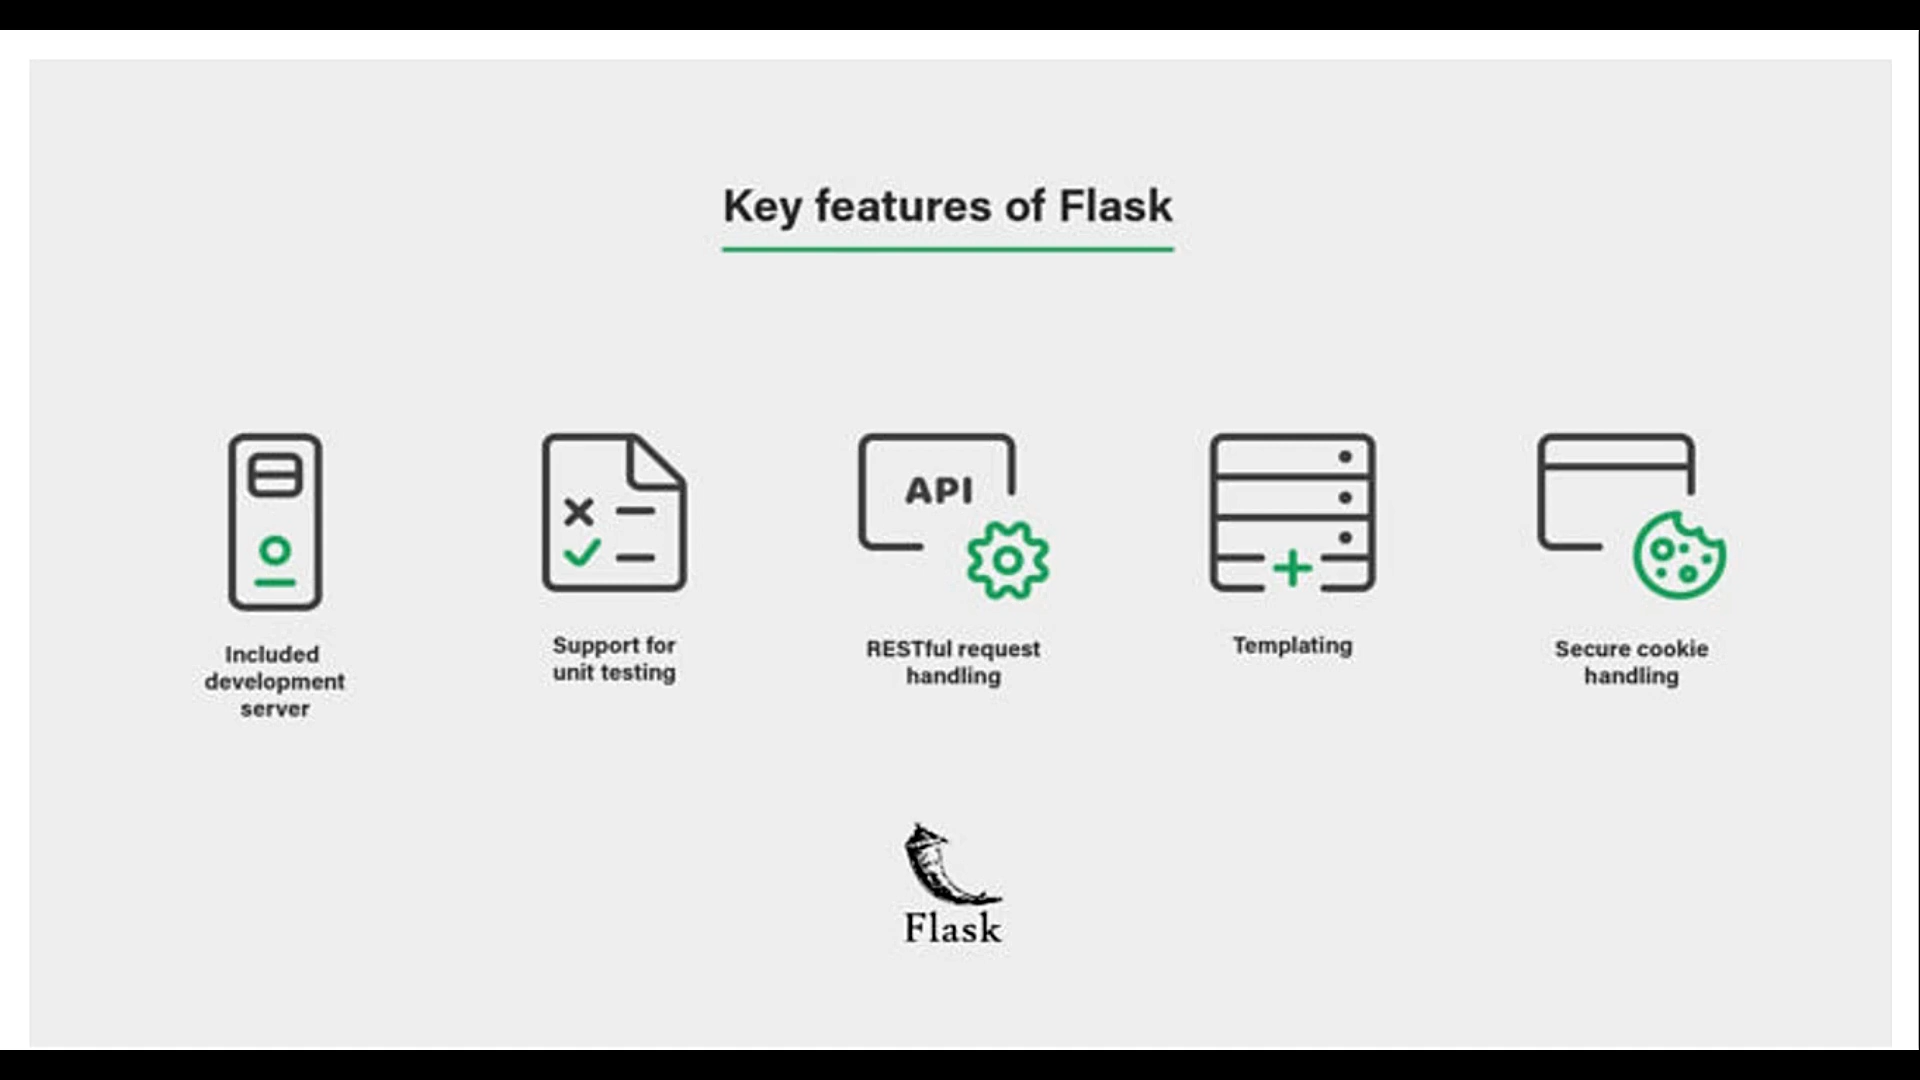 Key features of Flask
API
Included
development
server
Support for
unit testing
RESTful request
handling
Templating
Secure cookie
handling
Flask